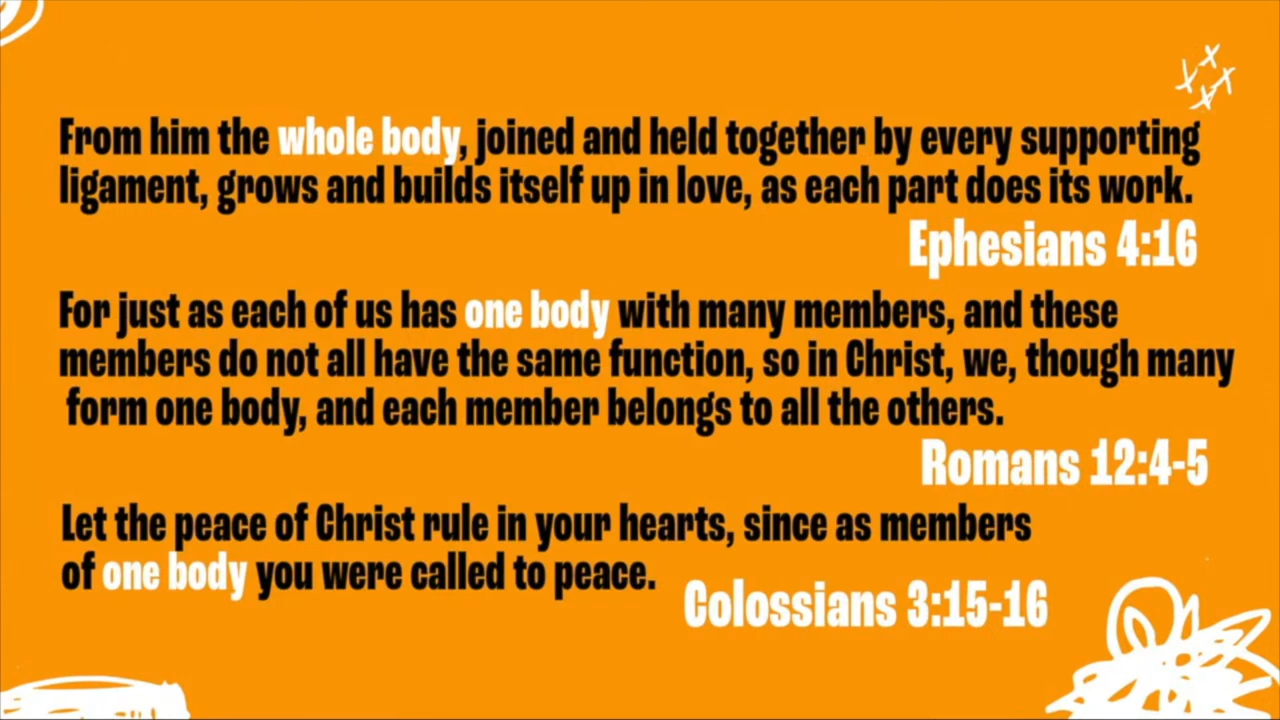 From him the whole body, joined and held together by every supporting
ligament, grows and builds itself up in love, as each part does its work.
Ephesians 4:16
For just as each of us has one body with many members, and these
members do not all have the same function, so in Christ, we, though many
form one body, and each member belongs to all the others.
Romans 12:4-5
Let the peace of Christ rule in your hearts, since as members
of one body you were called to peace.
Colossians 3:15-16